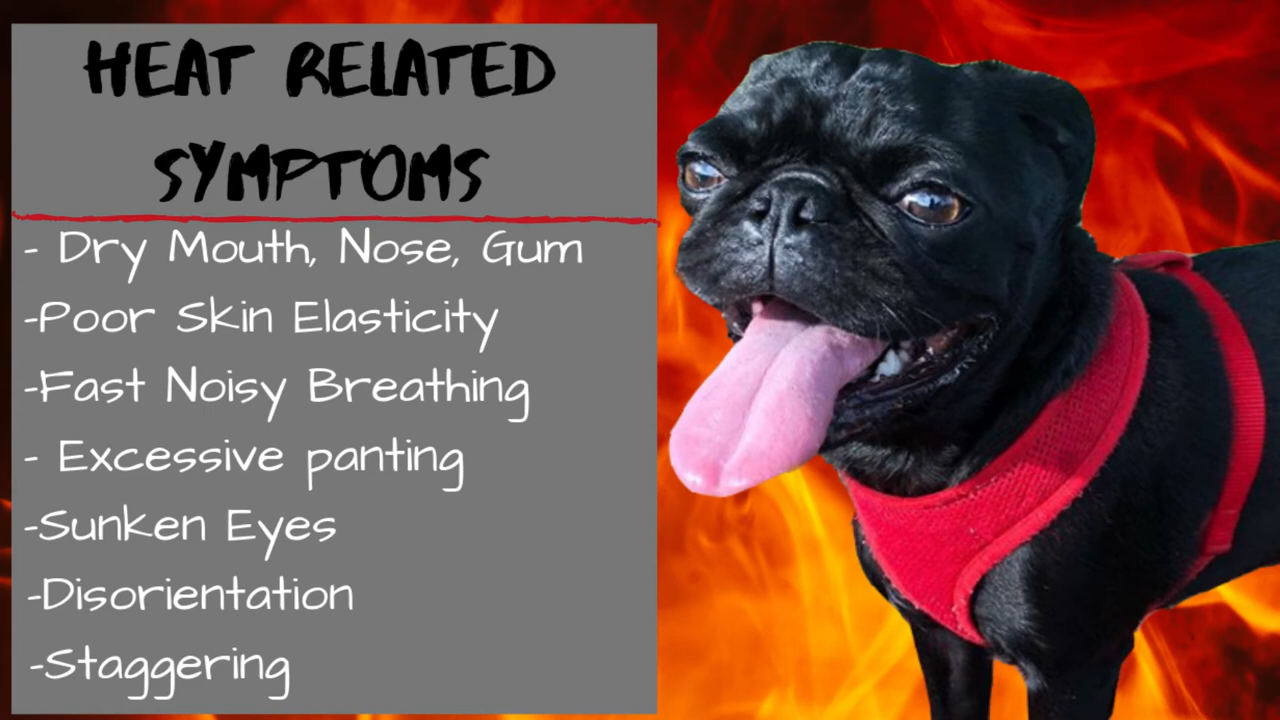 HEAT RELATED
SYMPTOMS
- Dry Mouth, Nose, Gum
-Poor Skin Elasticity
-Fast Noisy Breathing
- Excessive panting
-Sunken Eyes
-Disorientation
-Staggering